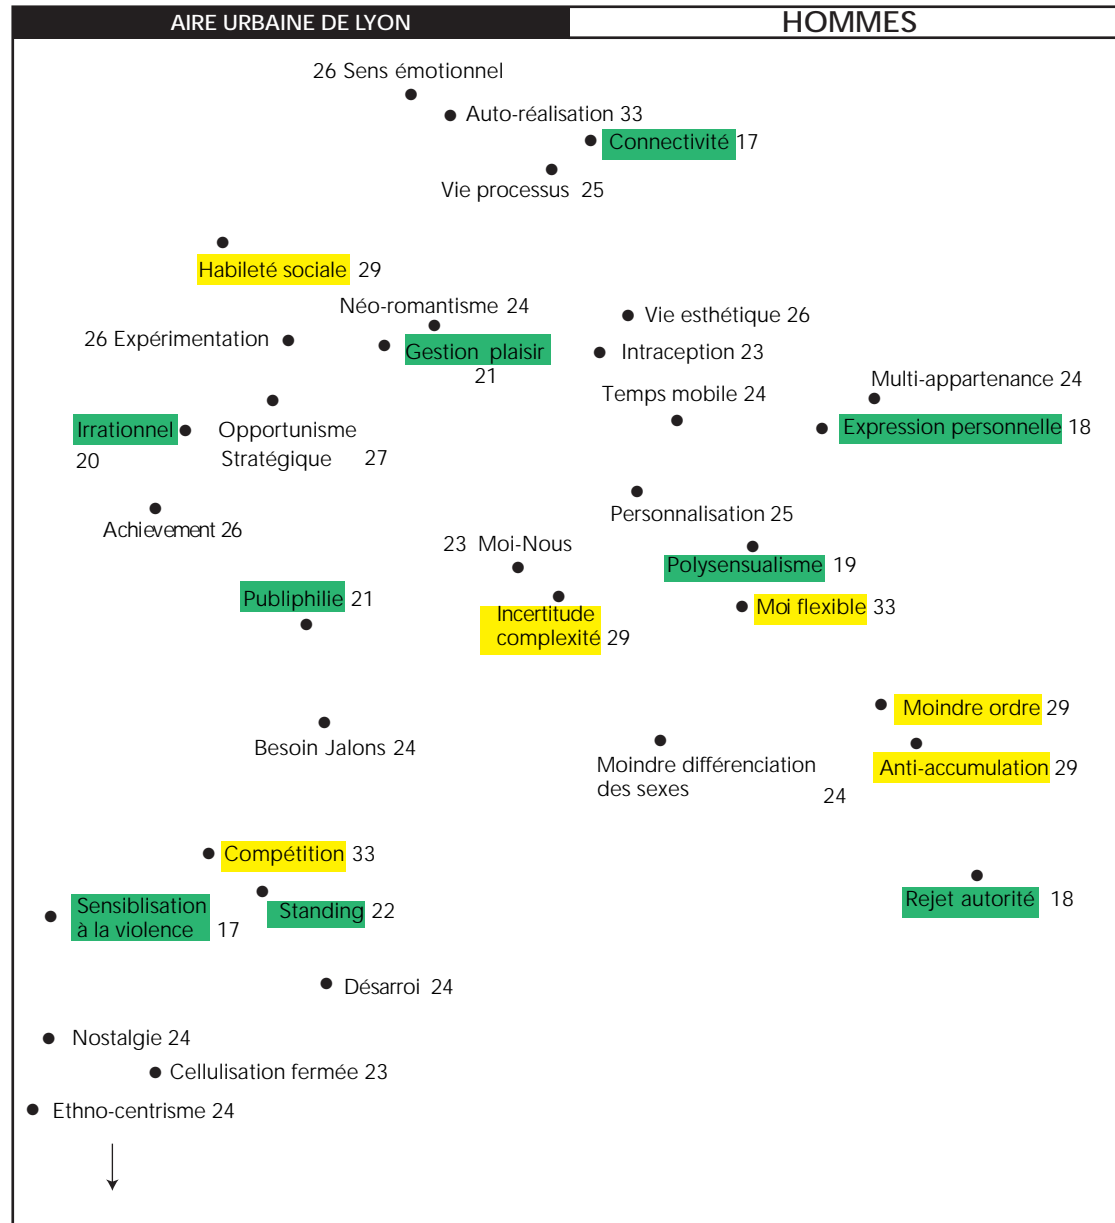 AIRE URBAINE DE LYON
HOMMES
26 Sens émotionnel
Auto-réalisation 33
Connectivité 17
Vie processus 25
Habileté sociale 29
Néo-romantisme 24
Vie esthétique 26
26 Expérimentation
Gestion plaisir
21
Intraception 23
Multi-appartenance 24
Temps mobile 24
Irrationnel
20
Opportunisme
Stratégique 27
Expression personnelle 18
Achievement 26
Personnalisation 25
23 Moi-Nous
Polysensualisme 19
Publiphilie 21
Incertitude
complexité 29
Moi flexible 33
Moindre ordre 29
Besoin Jalons 24
Moindre différenciation
des sexes
24
Anti-accumulation 29
Compétition 33
Sensiblisation
à la violence 17
Standing 22
Rejet autorité 18
Désarroi 24
Nostalgie 24
Cellulisation fermée 23
Ethno-centrisme 24